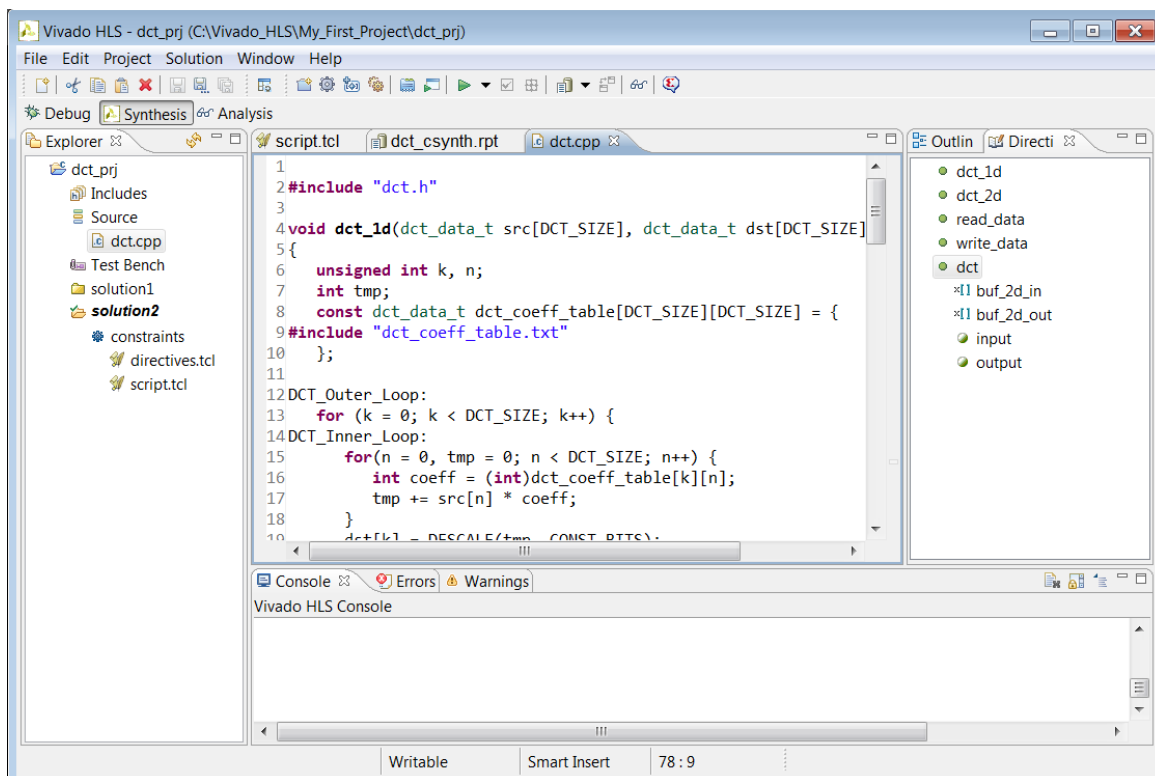 Vivado HLS - dct_prj (C:\Vivado_HLS\My_First_Project\dct_prj)
File Edit Project Solution Window Help
Debug Synthesis Analysis
Explorer
dct_prj
Includes
Source
dct.cpp
Test Bench
solution1
solution2
constraints
directives.tcl
script.tcl
script.tcl dct_csynth.rpt dct.cpp
1
2 #include "dct.h"
3
4 void dct_1d(dct_data_t src[DCT_SIZE], dct_data_t dst[DCT_SIZE]
5 {
6 unsigned int k, n;
7 int tmp;
8 const dct_data_t dct_coeff_table[DCT_SIZE][DCT_SIZE] = {
9 #include "dct_coeff_table.txt"
10 };
11
12 DCT_Outer_Loop:
13 for (k = 0; k < DCT_SIZE; k++) {
14 DCT_Inner_Loop:
15 for(n = 0, tmp = 0; n < DCT_SIZE; n++) {
16 int coeff = (int)dct_coeff_table[k][n];
17 tmp += src[n] * coeff;
18 }
19 dst[k] = DESCALE(tmp, CONST_BITS);
Outlin Directi
dct_1d
dct_2d
read_data
write_data
dct
×[] buf_2d_in
×[] buf_2d_out
input
output
Console Errors Warnings
Vivado HLS Console
Writable Smart Insert 78 : 9